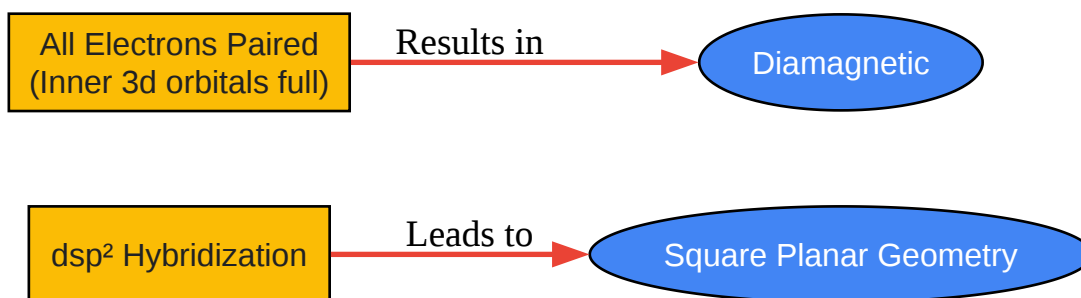 All Electrons Paired
(Inner 3d orbitals full)
Results in
Diamagnetic
dsp² Hybridization
Leads to
Square Planar Geometry